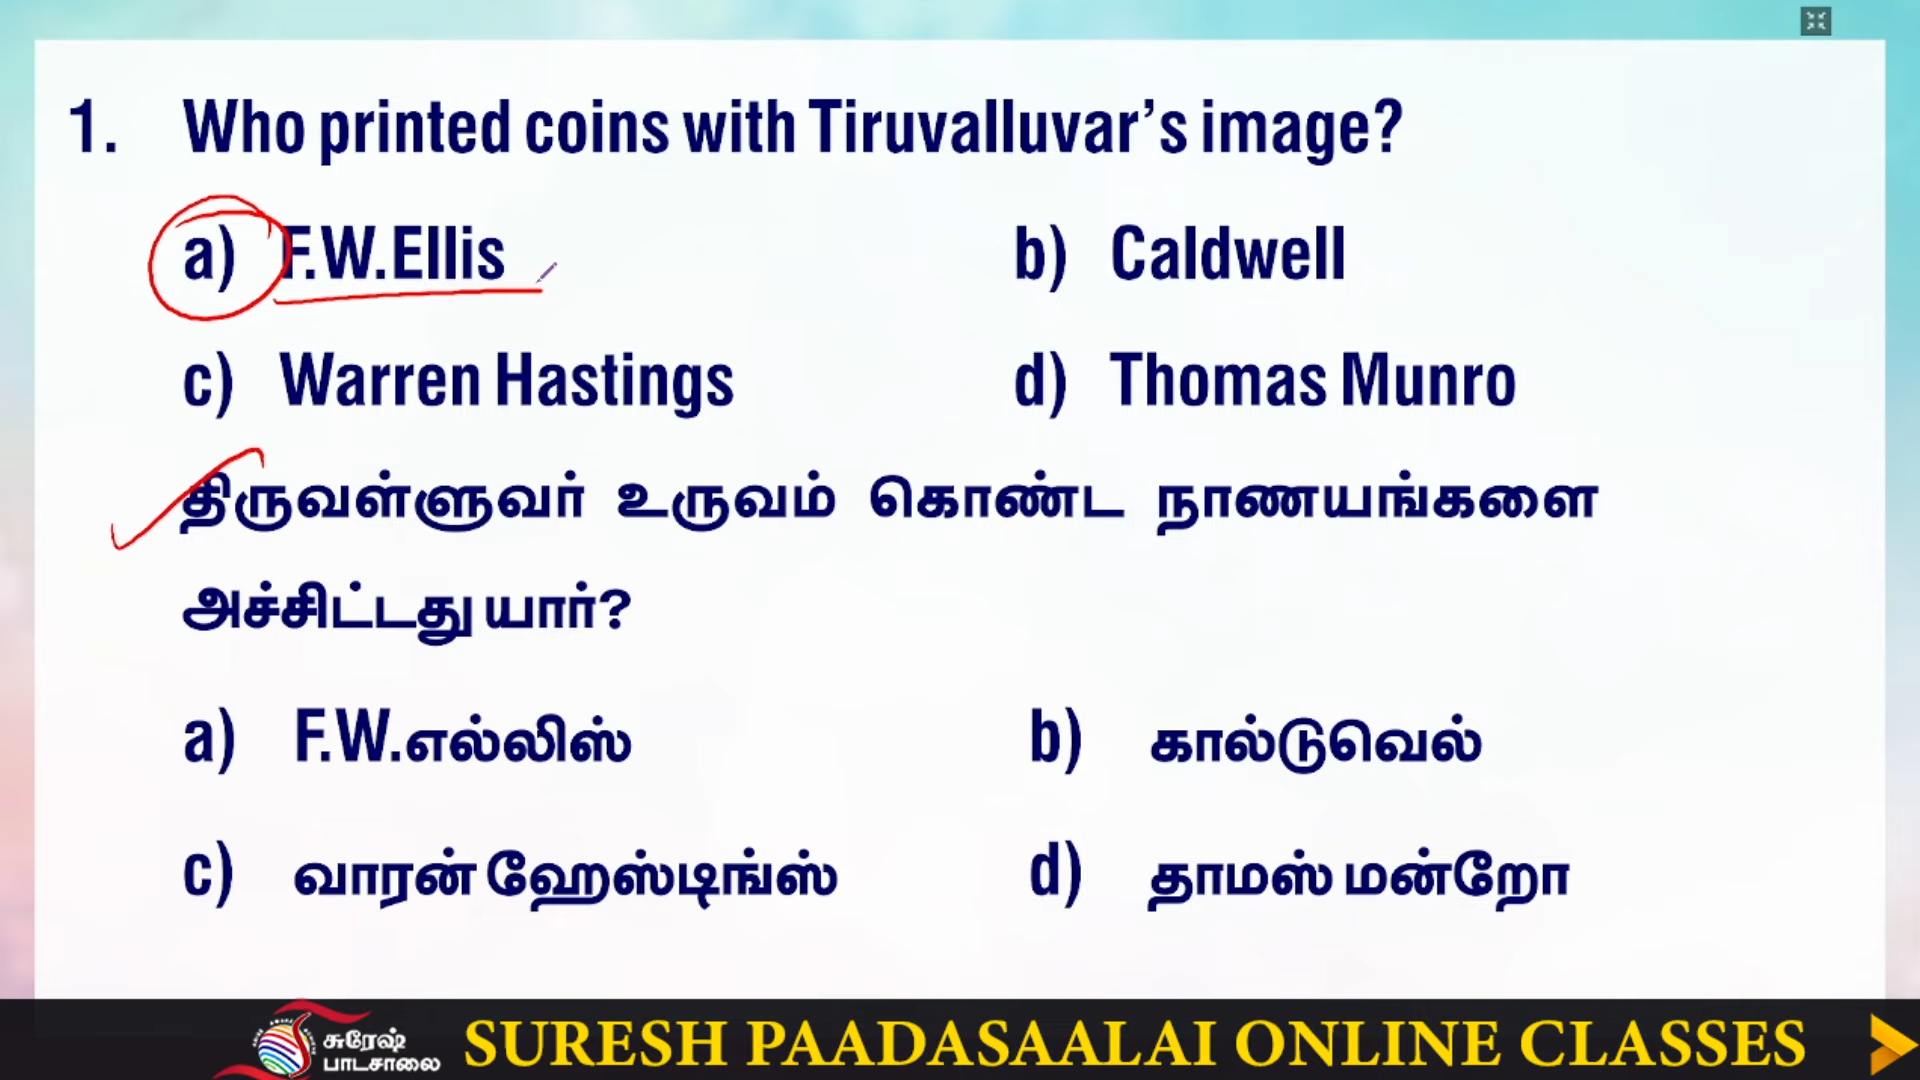 1. Who printed coins with Tiruvalluvar's image?
a) F.W.Ellis b) Caldwell
c) Warren Hastings d) Thomas Munro
திருவள்ளுவர் உருவம் கொண்ட நாணயங்களை
அச்சிட்டது யார்?
a) F.W.எல்லிஸ் b) கால்டுவெல்
c) வாரன் ஹேஸ்டிங்ஸ் d) தாமஸ் மன்றோ
சுரேஷ்
பாடசாலை
SURESH PAADASAALAI ONLINE CLASSES